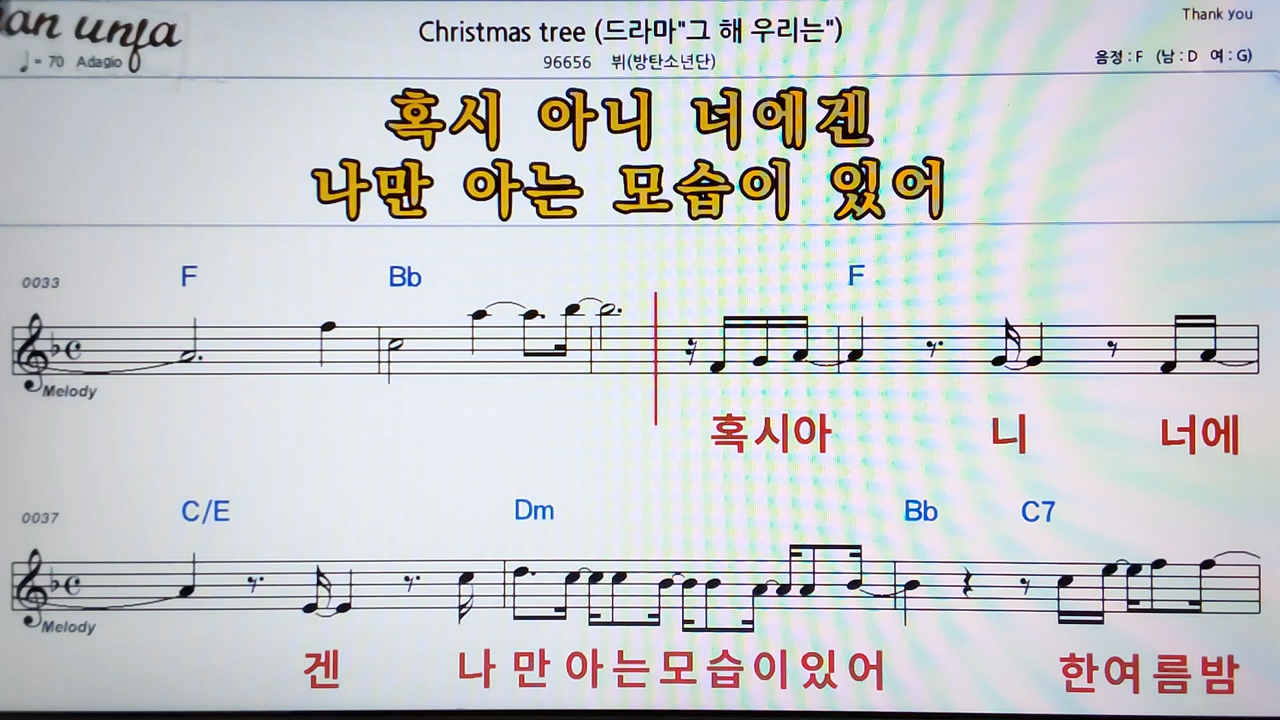 Christmas tree (드라마"그 해 우리는")
Thank you
♩= 70 Adagio
96656 뷔(방탄소년단)
음정 : F (남 : D 여 : G)
혹시 아니 너에겐
나만 아는 모습이 있어
0033 F Bb F
Melody
혹시아 니 너에
0037 C/E Dm Bb C7
Melody
겐 나 만 아 는 모 습 이 있 어 한여름밤